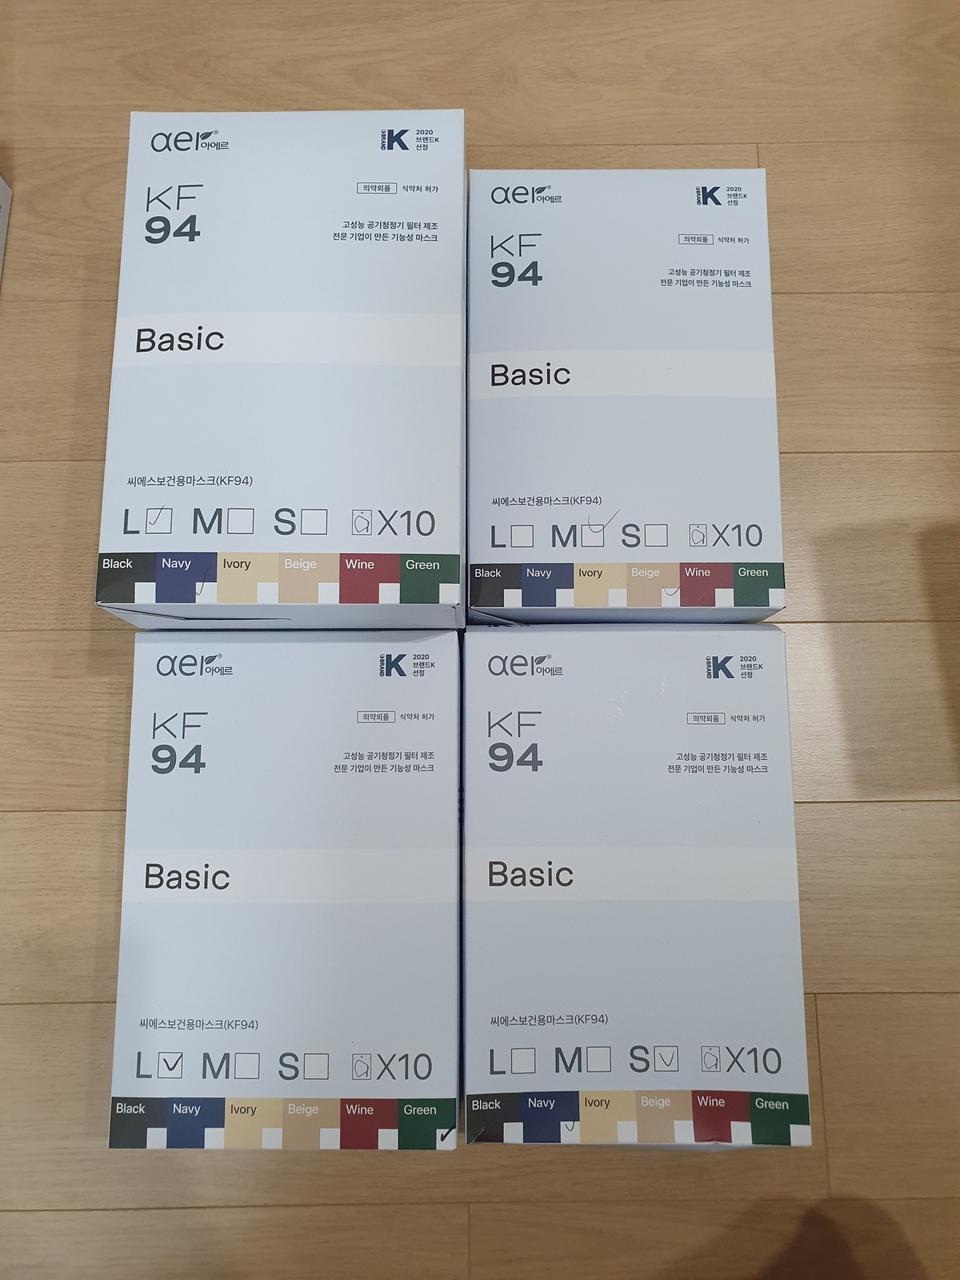 aer®
아에르
BRAND K
2020
브랜드K
선정
KF
94
의약외품 식약처 허가
고성능 공기청정기 필터 제조
전문 기업이 만든 기능성 마스크
Basic
씨에스보건용마스크(KF94)
L M S X10
Black Navy Ivory Beige Wine Green
aer®
아에르
BRAND K
2020
브랜드K
선정
KF
94
의약외품 식약처 허가
고성능 공기청정기 필터 제조
전문 기업이 만든 기능성 마스크
Basic
씨에스보건용마스크(KF94)
L M S X10
Black Navy Ivory Beige Wine Green
aer®
아에르
BRAND K
2020
브랜드K
선정
KF
94
의약외품 식약처 허가
고성능 공기청정기 필터 제조
전문 기업이 만든 기능성 마스크
Basic
씨에스보건용마스크(KF94)
L M S X10
Black Navy Ivory Beige Wine Green
aer®
아에르
BRAND K
2020
브랜드K
선정
KF
94
의약외품 식약처 허가
고성능 공기청정기 필터 제조
전문 기업이 만든 기능성 마스크
Basic
씨에스보건용마스크(KF94)
L M S X10
Black Navy Ivory Beige Wine Green